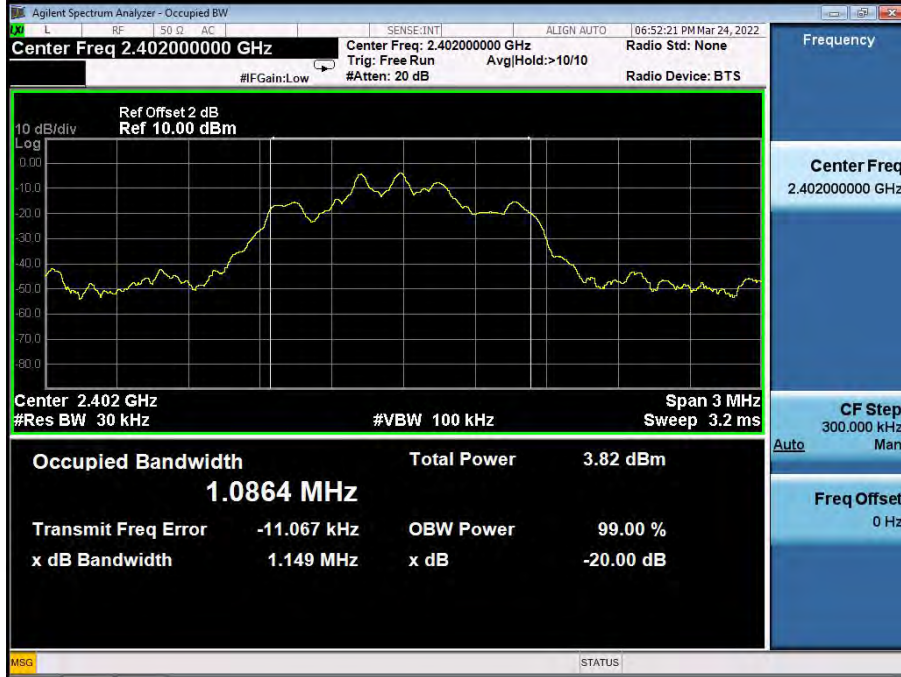 Agilent Spectrum Analyzer - Occupied BW
LXI L RF 50 Ω AC SENSE:INT ALIGN AUTO 06:52:21 PM Mar 24, 2022
Center Freq 2.402000000 GHz
Center Freq: 2.402000000 GHz
Radio Std: None
Trig: Free Run Avg|Hold:>10/10
#IFGain:Low
#Atten: 20 dB
Radio Device: BTS
Ref Offset 2 dB
10 dB/div Ref 10.00 dBm
Log
0.00
-10.0
-20.0
-30.0
-40.0
-50.0
-60.0
-70.0
-80.0
Center 2.402 GHz
Span 3 MHz
#Res BW 30 kHz
#VBW 100 kHz
Sweep 3.2 ms
Occupied Bandwidth
Total Power 3.82 dBm
1.0864 MHz
Transmit Freq Error -11.067 kHz
OBW Power 99.00 %
x dB Bandwidth 1.149 MHz
x dB -20.00 dB
Frequency
Center Freq
2.402000000 GHz
CF Step
300.000 kHz
Auto Man
Freq Offset
0 Hz
MSG
STATUS